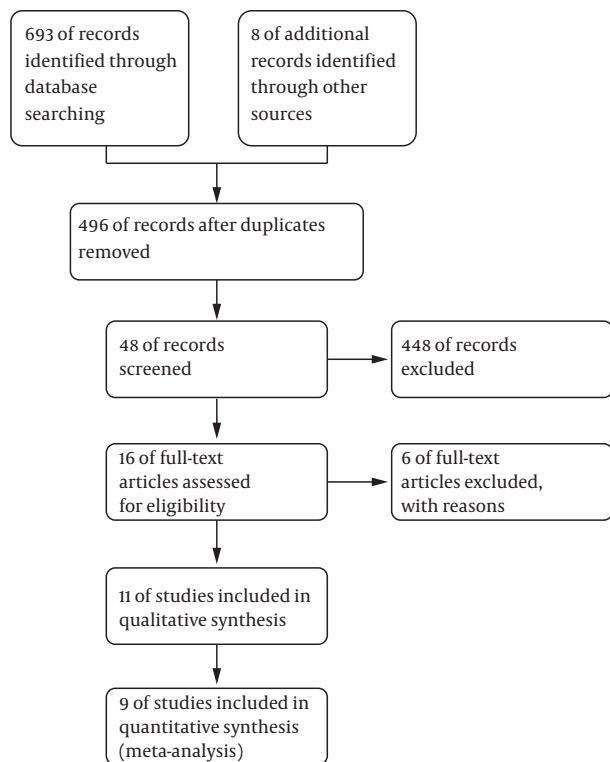 693 of records
identified through
database
searching
8 of additional
records identified
through other
sources
496 of records after duplicates
removed
48 of records
screened
448 of records
excluded
16 of full-text
articles assessed
for eligibility
6 of full-text
articles excluded,
with reasons
11 of studies included in
qualitative synthesis
9 of studies included in
quantitative synthesis
(meta-analysis)